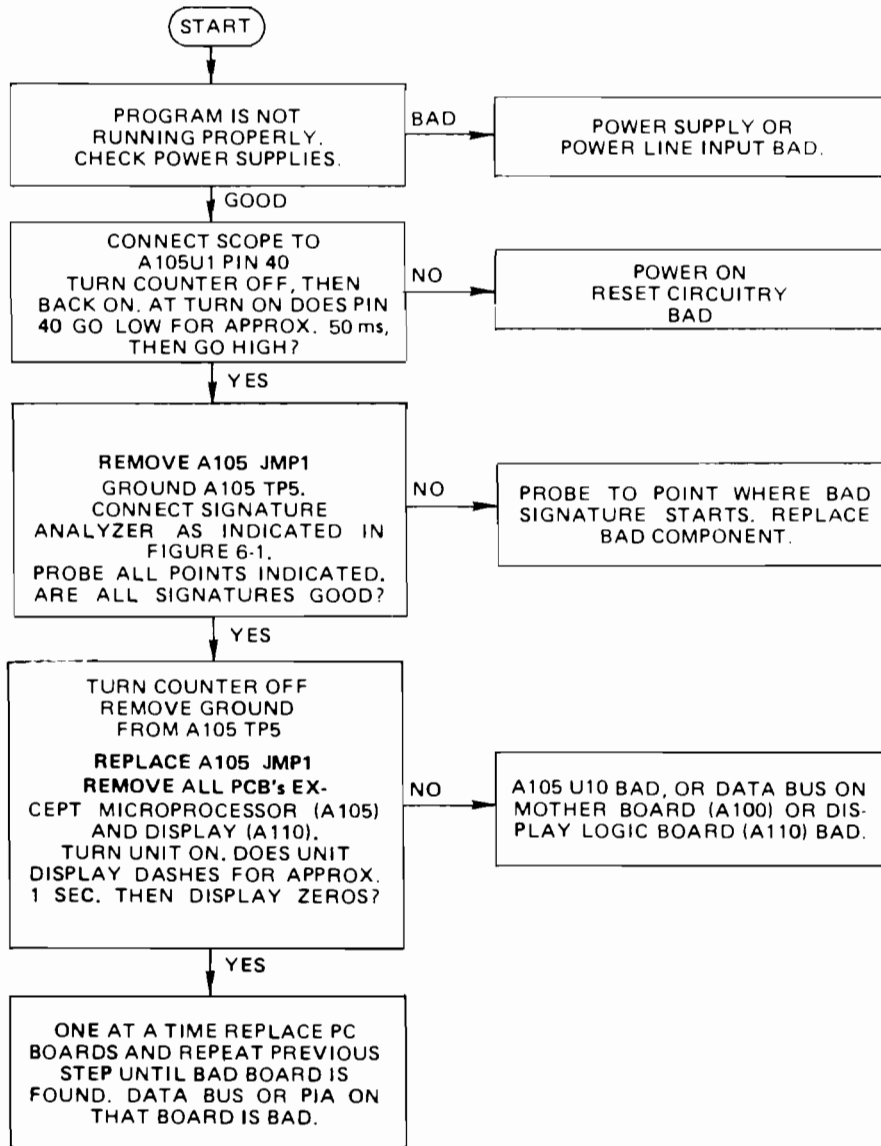 START
PROGRAM IS NOT
RUNNING PROPERLY.
CHECK POWER SUPPLIES.
BAD
POWER SUPPLY OR
POWER LINE INPUT BAD.
GOOD
CONNECT SCOPE TO
A105U1 PIN 40
TURN COUNTER OFF, THEN
BACK ON. AT TURN ON DOES PIN
40 GO LOW FOR APPROX. 50 ms,
THEN GO HIGH?
NO
POWER ON
RESET CIRCUITRY
BAD
YES
REMOVE A105 JMP1
GROUND A105 TP5.
CONNECT SIGNATURE
ANALYZER AS INDICATED IN
FIGURE 6-1.
PROBE ALL POINTS INDICATED.
ARE ALL SIGNATURES GOOD?
NO
PROBE TO POINT WHERE BAD
SIGNATURE STARTS. REPLACE
BAD COMPONENT.
YES
TURN COUNTER OFF
REMOVE GROUND
FROM A105 TP5
REPLACE A105 JMP1
REMOVE ALL PCB's EX-
CEPT MICROPROCESSOR (A105)
AND DISPLAY (A110).
TURN UNIT ON. DOES UNIT
DISPLAY DASHES FOR APPROX.
1 SEC. THEN DISPLAY ZEROS?
NO
A105 U10 BAD, OR DATA BUS ON
MOTHER BOARD (A100) OR DIS-
PLAY LOGIC BOARD (A110) BAD.
YES
ONE AT A TIME REPLACE PC
BOARDS AND REPEAT PREVIOUS
STEP UNTIL BAD BOARD IS
FOUND. DATA BUS OR PIA ON
THAT BOARD IS BAD.